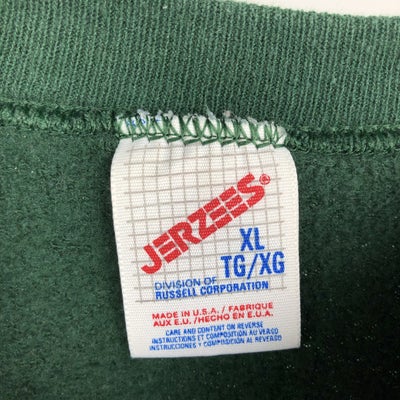 JERZEES®
XL
TG/XG
DIVISION OF
RUSSELL CORPORATION
MADE IN U.S.A./FABRIQUE
AUX E.U./HECHO EN E.U.A.
CARE AND CONTENT ON REVERSE
INSTRUCTIONS ET COMPOSITION AU VERSO
INSTRUCCIONES Y COMPOSICION AL REVERSO